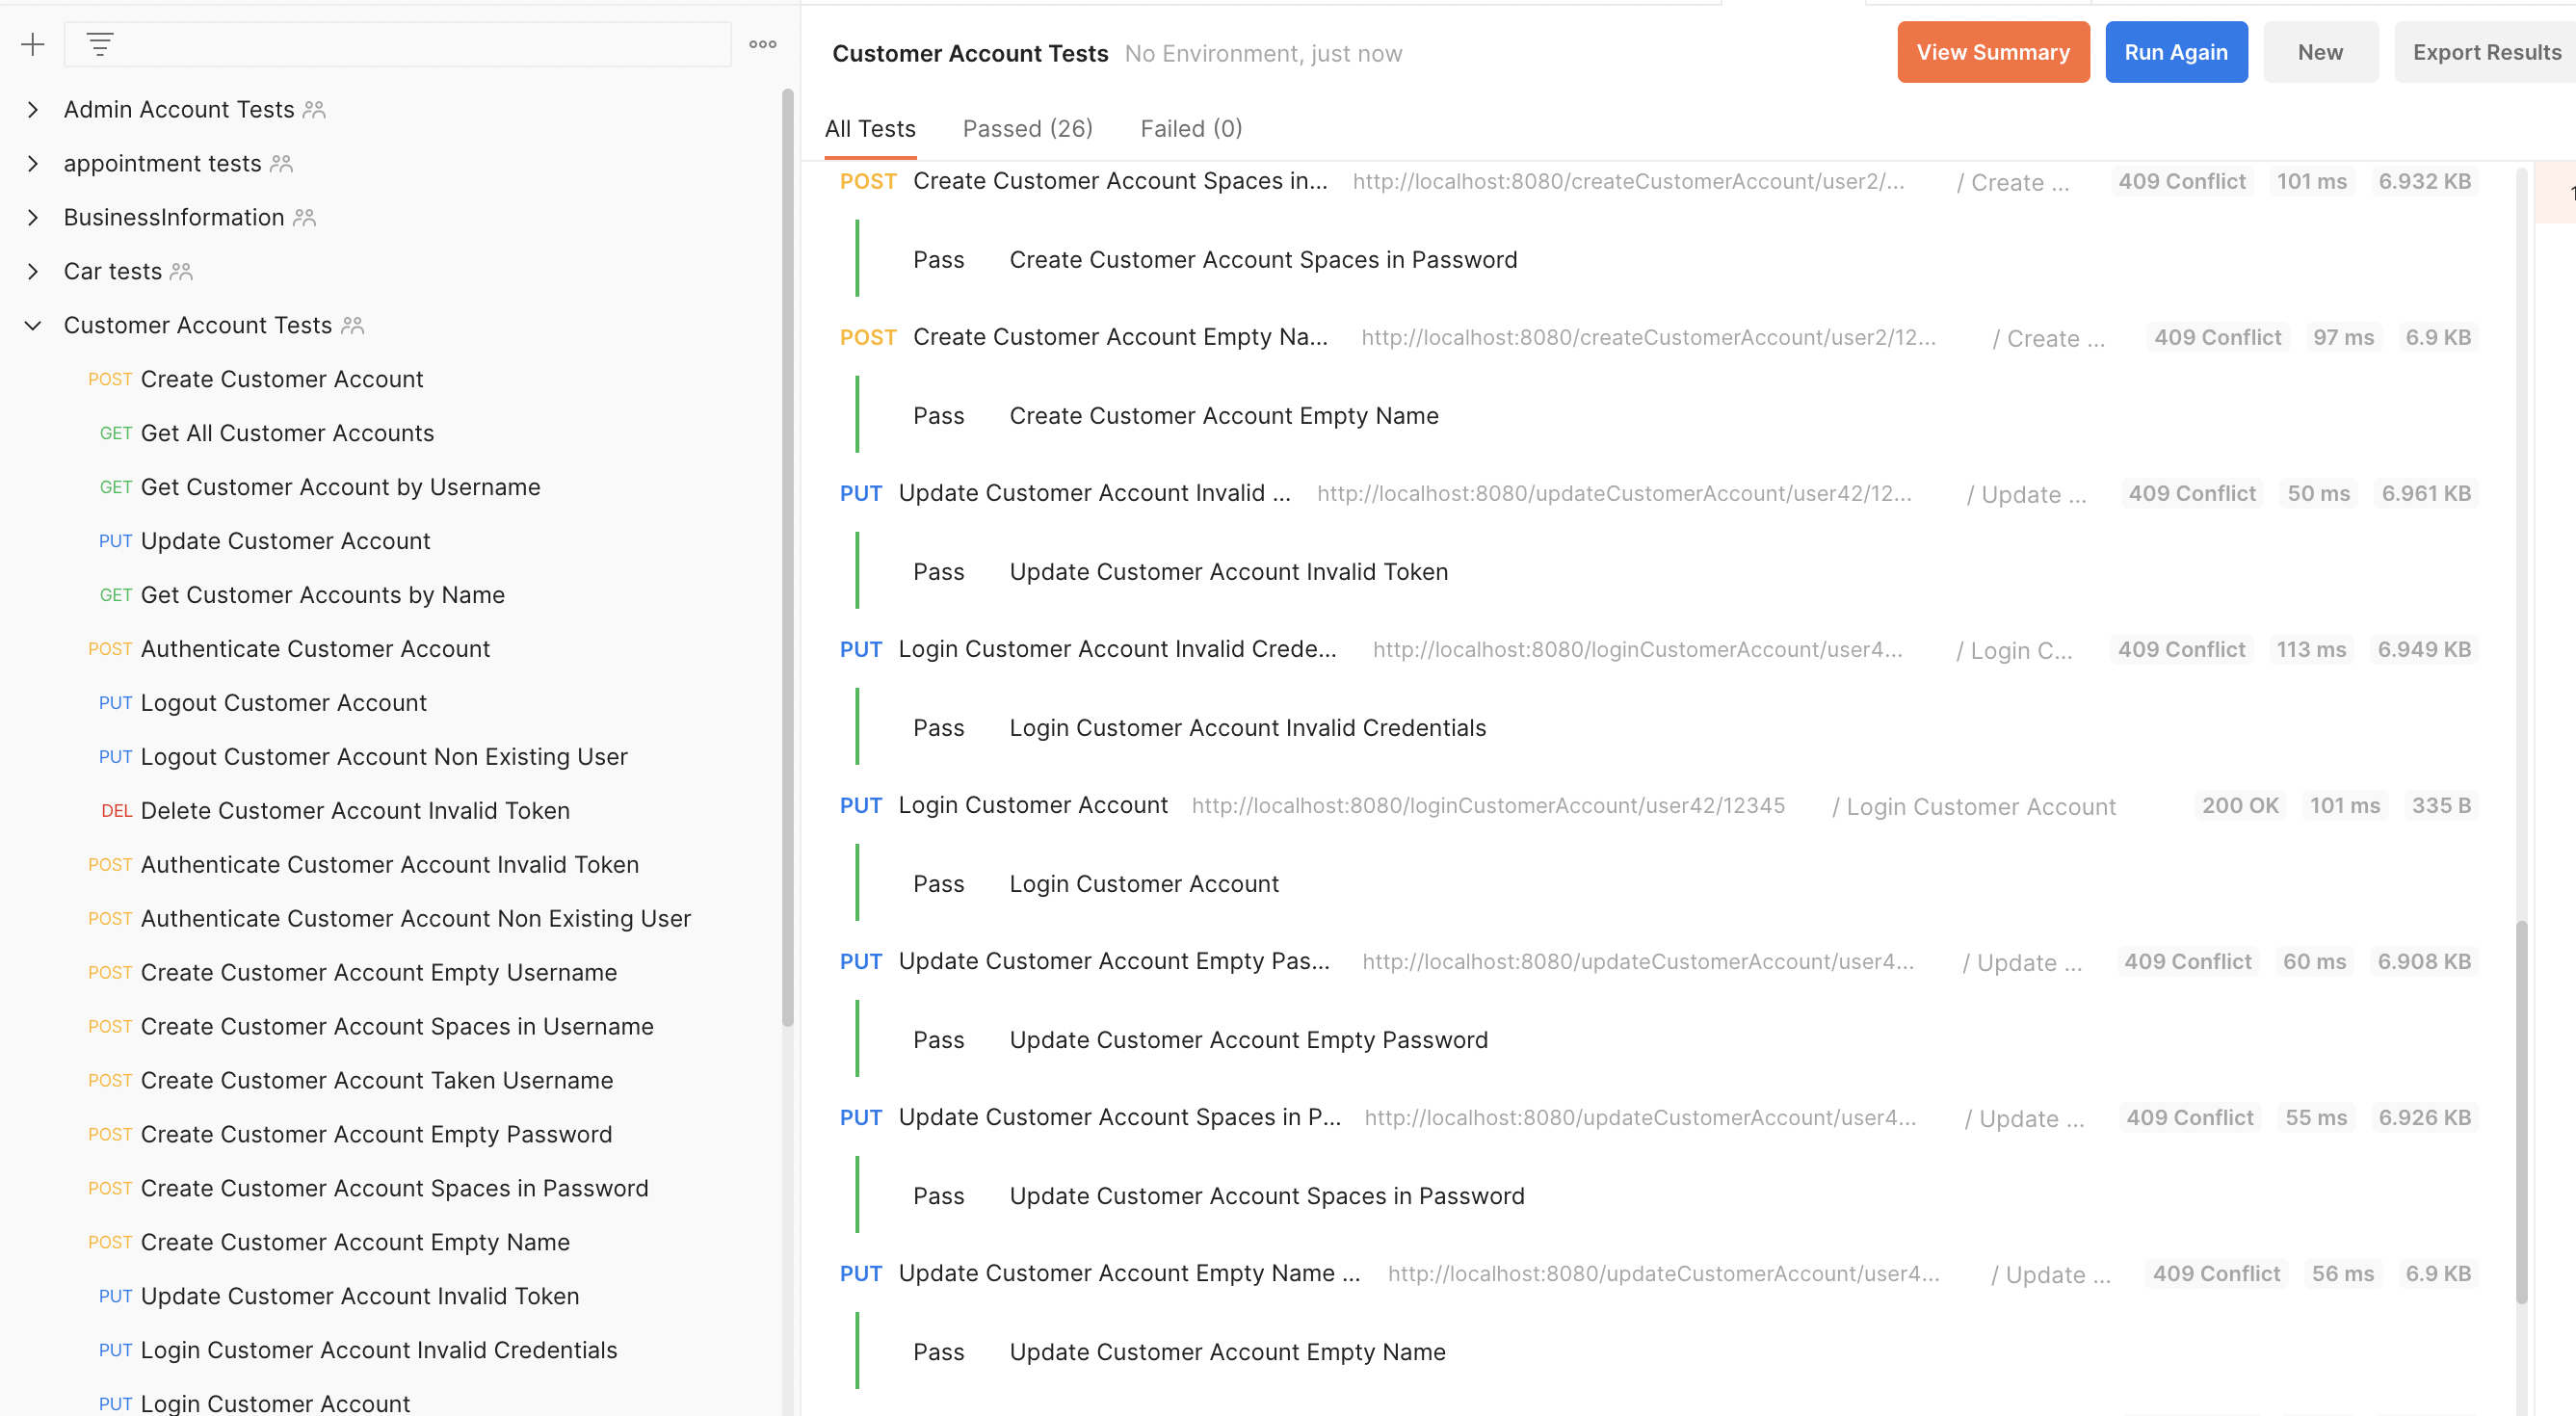 Admin Account Tests
appointment tests
BusinessInformation
Car tests
Customer Account Tests
POST Create Customer Account
GET Get All Customer Accounts
GET Get Customer Account by Username
PUT Update Customer Account
GET Get Customer Accounts by Name
POST Authenticate Customer Account
PUT Logout Customer Account
PUT Logout Customer Account Non Existing User
DEL Delete Customer Account Invalid Token
POST Authenticate Customer Account Invalid Token
POST Authenticate Customer Account Non Existing User
POST Create Customer Account Empty Username
POST Create Customer Account Spaces in Username
POST Create Customer Account Taken Username
POST Create Customer Account Empty Password
POST Create Customer Account Spaces in Password
POST Create Customer Account Empty Name
PUT Update Customer Account Invalid Token
PUT Login Customer Account Invalid Credentials
PUT Login Customer Account
Customer Account Tests No Environment, just now View Summary Run Again New Export Results
All Tests Passed (26) Failed (0)
POST Create Customer Account Spaces in... http://localhost:8080/createCustomerAccount/user2/... / Create ... 409 Conflict 101 ms 6.932 KB
Pass Create Customer Account Spaces in Password
POST Create Customer Account Empty Na... http://localhost:8080/createCustomerAccount/user2/12... / Create ... 409 Conflict 97 ms 6.9 KB
Pass Create Customer Account Empty Name
PUT Update Customer Account Invalid ... http://localhost:8080/updateCustomerAccount/user42/12... / Update ... 409 Conflict 50 ms 6.961 KB
Pass Update Customer Account Invalid Token
PUT Login Customer Account Invalid Crede... http://localhost:8080/loginCustomerAccount/user4... / Login C... 409 Conflict 113 ms 6.949 KB
Pass Login Customer Account Invalid Credentials
PUT Login Customer Account http://localhost:8080/loginCustomerAccount/user42/12345 / Login Customer Account 200 OK 101 ms 335 B
Pass Login Customer Account
PUT Update Customer Account Empty Pas... http://localhost:8080/updateCustomerAccount/user4... / Update ... 409 Conflict 60 ms 6.908 KB
Pass Update Customer Account Empty Password
PUT Update Customer Account Spaces in P... http://localhost:8080/updateCustomerAccount/user4... / Update ... 409 Conflict 55 ms 6.926 KB
Pass Update Customer Account Spaces in Password
PUT Update Customer Account Empty Name ... http://localhost:8080/updateCustomerAccount/user4... / Update ... 409 Conflict 56 ms 6.9 KB
Pass Update Customer Account Empty Name